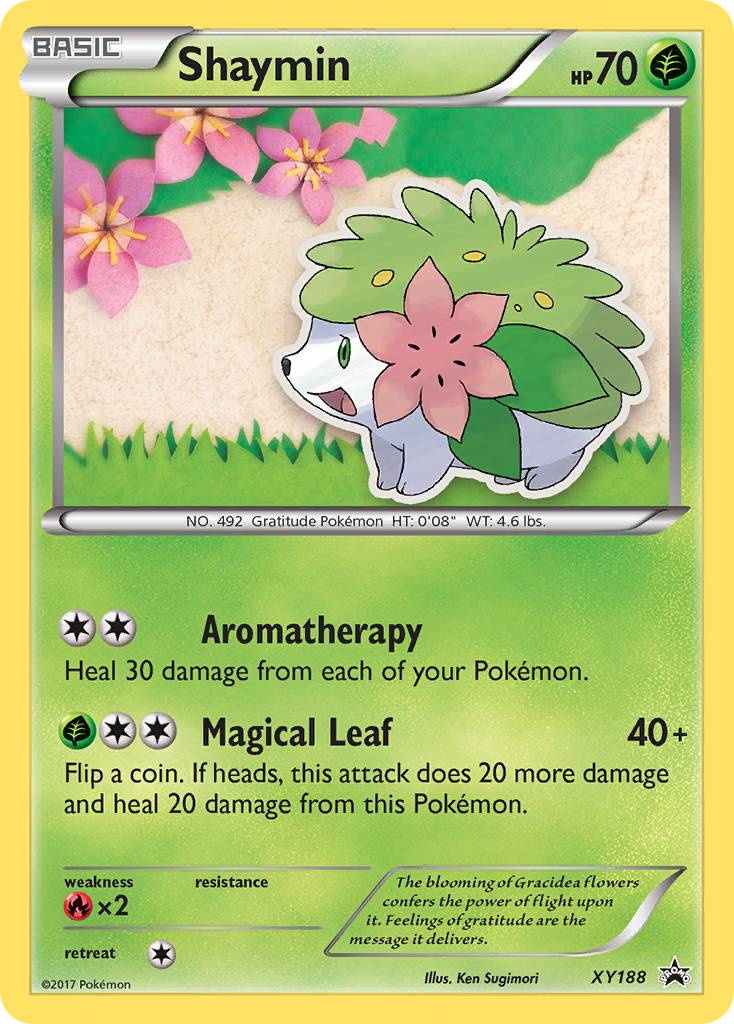 BASIC
Shaymin
HP 70
NO. 492 Gratitude Pokémon HT: 0'08" WT: 4.6 lbs.
Aromatherapy
Heal 30 damage from each of your Pokémon.
Magical Leaf 40+
Flip a coin. If heads, this attack does 20 more damage
and heal 20 damage from this Pokémon.
weakness resistance
×2
retreat
The blooming of Gracidea flowers
confers the power of flight upon
it. Feelings of gratitude are the
message it delivers.
©2017 Pokémon
Illus. Ken Sugimori
XY188
PROMO